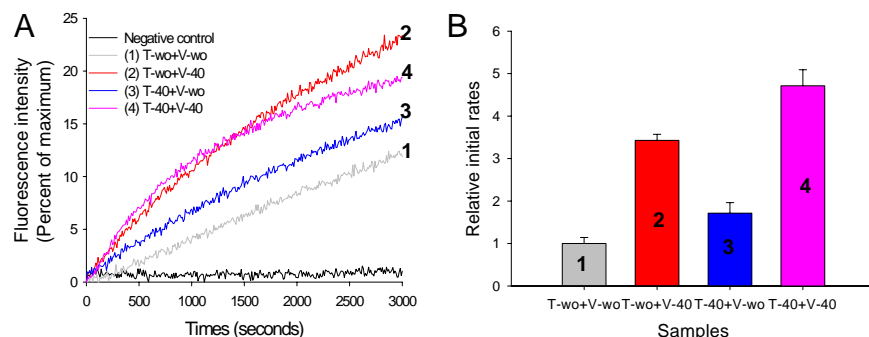 A
Fluorescence intensity
(Percent of maximum)
25
20
15
10
5
0
Negative control
(1) T-wo+V-wo
(2) T-wo+V-40
(3) T-40+V-wo
(4) T-40+V-40
2
4
3
1
0 500 1000 1500 2000 2500 3000
Times (seconds)
B
Relative initial rates
6
5
4
3
2
1
0
1
2
3
4
T-wo+V-wo T-wo+V-40 T-40+V-wo T-40+V-40
Samples